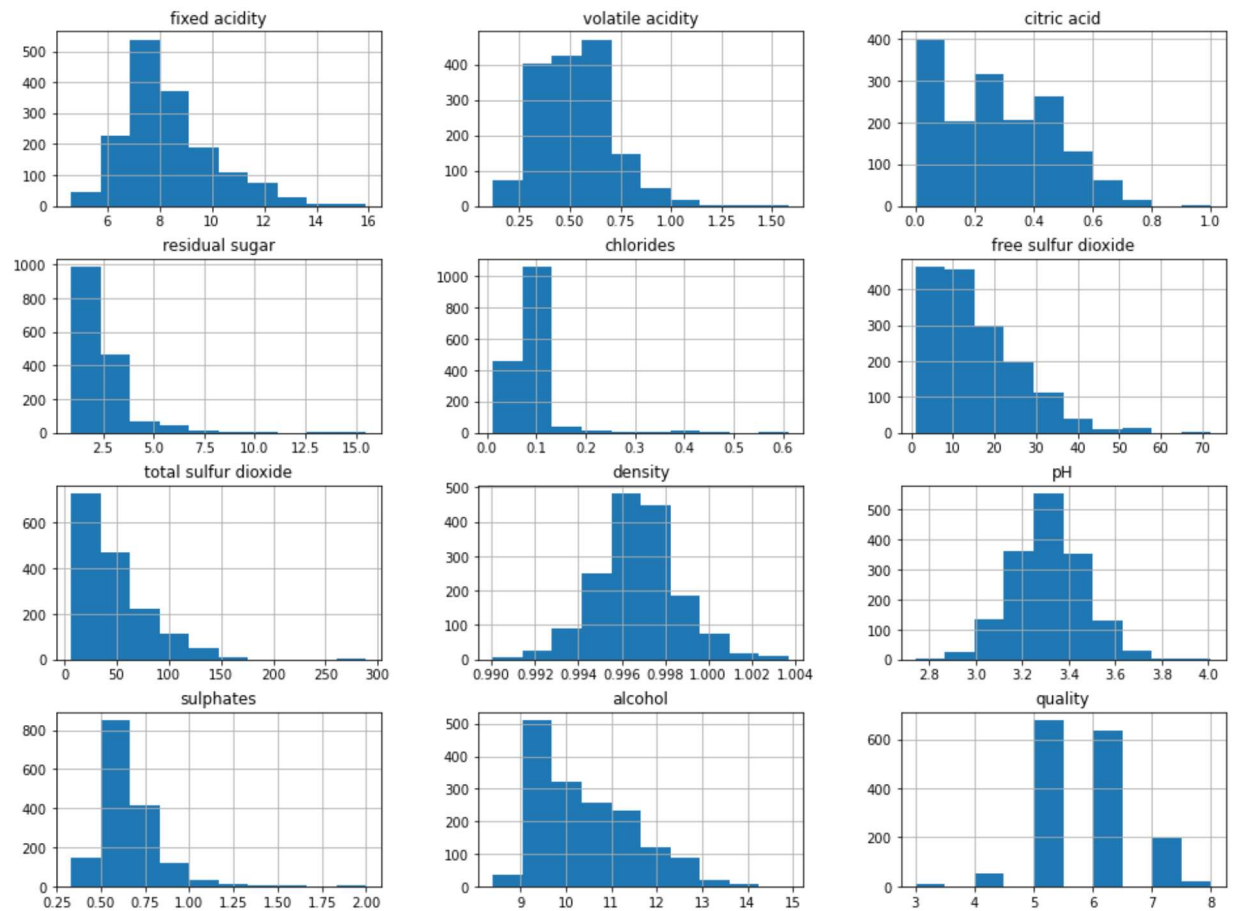 fixed acidity
500
400
300
200
100
0
6 8 10 12 14 16
volatile acidity
400
300
200
100
0
0.25 0.50 0.75 1.00 1.25 1.50
citric acid
400
300
200
100
0
0.0 0.2 0.4 0.6 0.8 1.0
residual sugar
1000
800
600
400
200
0
2.5 5.0 7.5 10.0 12.5 15.0
chlorides
1000
800
600
400
200
0
0.0 0.1 0.2 0.3 0.4 0.5 0.6
free sulfur dioxide
400
300
200
100
0
0 10 20 30 40 50 60 70
total sulfur dioxide
600
400
200
0
0 50 100 150 200 250 300
density
500
400
300
200
100
0
0.990 0.992 0.994 0.996 0.998 1.000 1.002 1.004
pH
500
400
300
200
100
0
2.8 3.0 3.2 3.4 3.6 3.8 4.0
sulphates
800
600
400
200
0
0.25 0.50 0.75 1.00 1.25 1.50 1.75 2.00
alcohol
500
400
300
200
100
0
9 10 11 12 13 14 15
quality
600
400
200
0
3 4 5 6 7 8